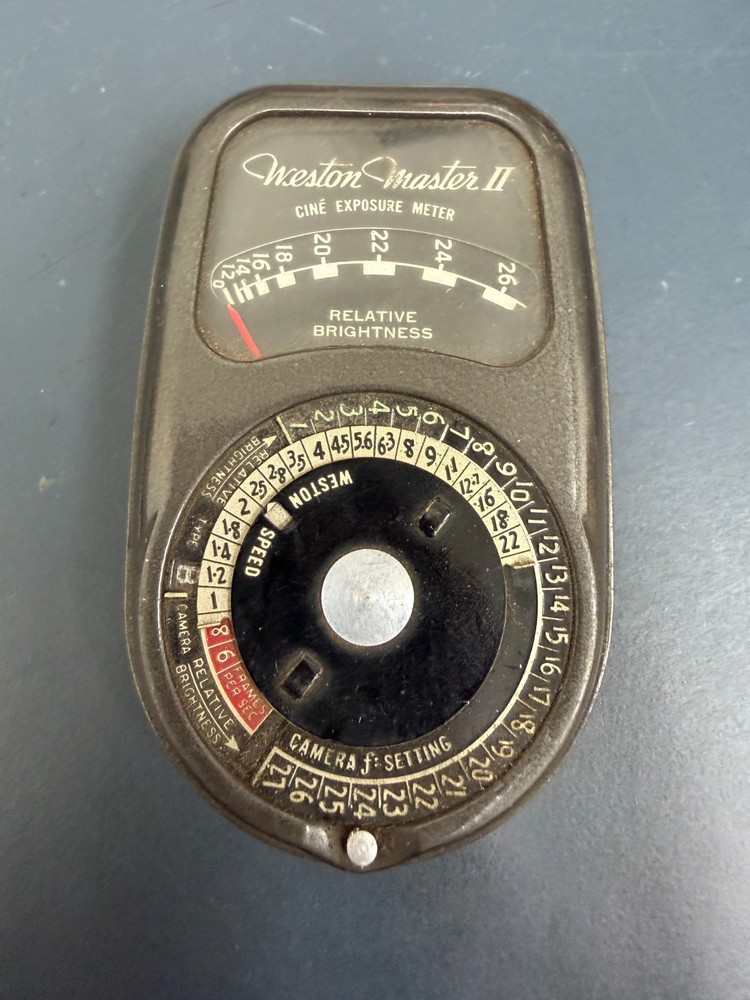 Weston Master II
CINÉ EXPOSURE METER
0 12 14 16 18 20 22 24 26
RELATIVE
BRIGHTNESS
1 2 3 4 5 6 7 8 9 10 11 12 13 14 15 16 17 18 19 20 21 22 23 24 25 26 27
RELATIVE
BRIGHTNESS
TYPE
CAMERA
RELATIVE
BRIGHTNESS
1 1·2 1·4 1·8 2 2·5 2·8 3·5 4 4·5 5·6 6·3 8 9 11 12·7 16 18 22
8 6
FRAMES
PER SEC
WESTON
SPEED
CAMERA f: SETTING